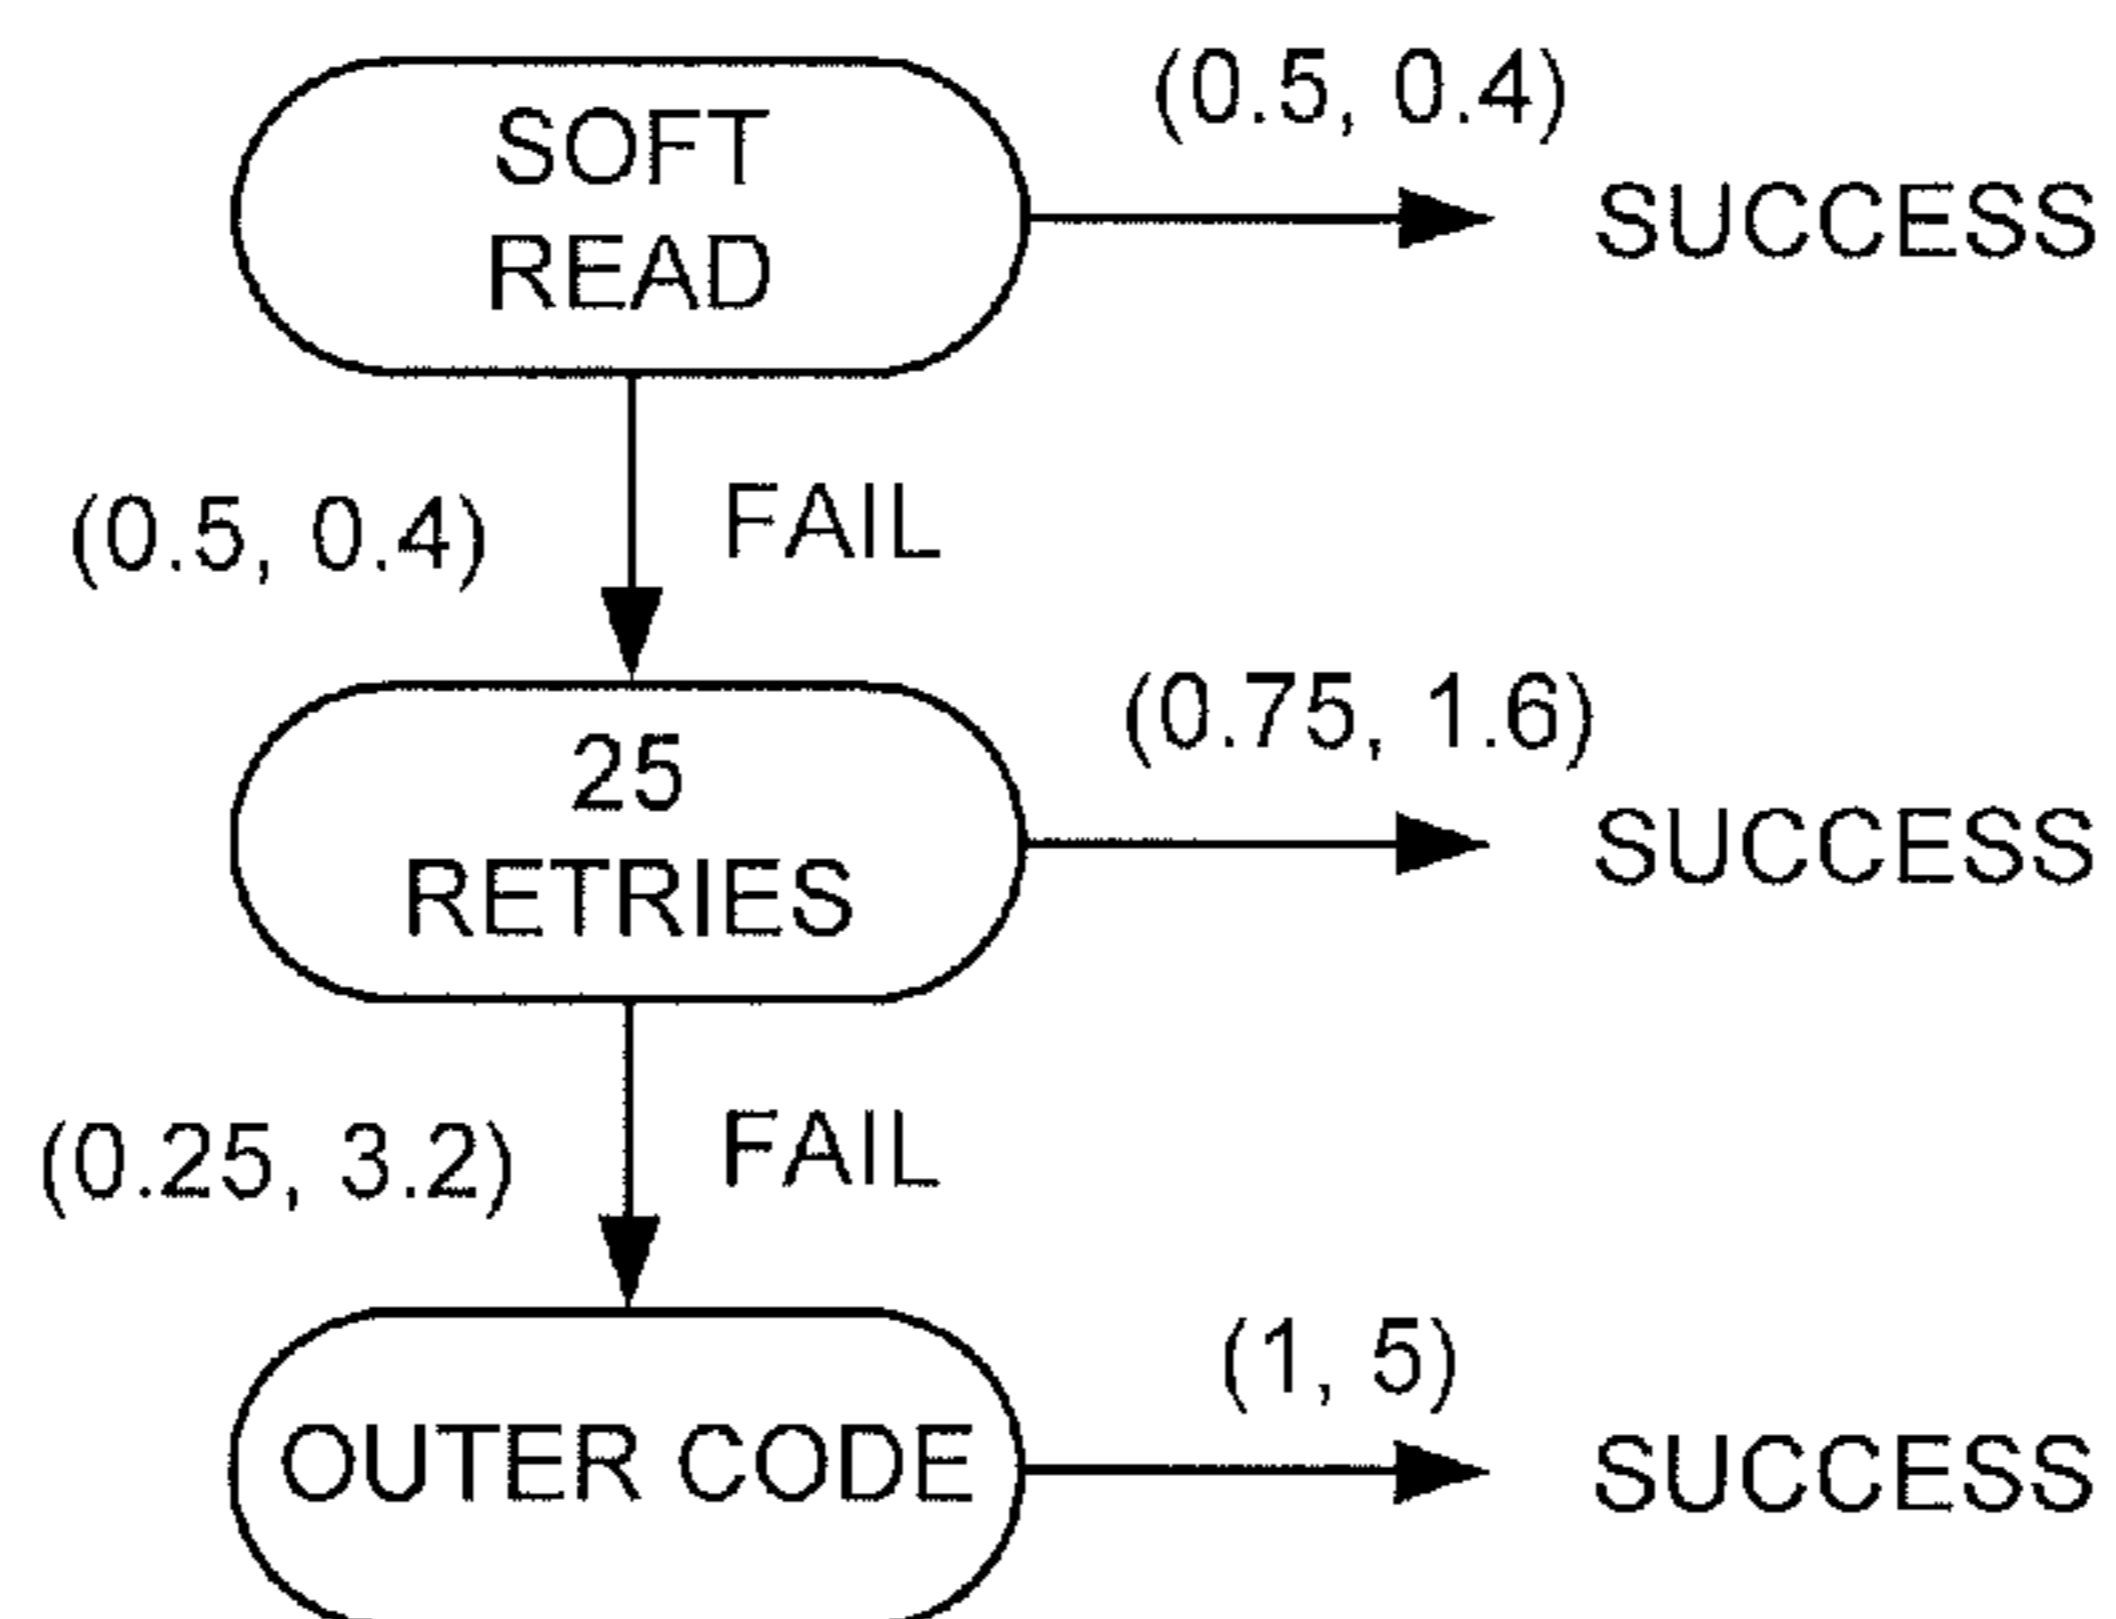 (0.5, 0.4)
SOFT
READ
SUCCESS
(0.5, 0.4)
FAIL
(0.75, 1.6)
25
RETRIES
SUCCESS
(0.25, 3.2)
FAIL
(1, 5)
OUTER CODE
SUCCESS